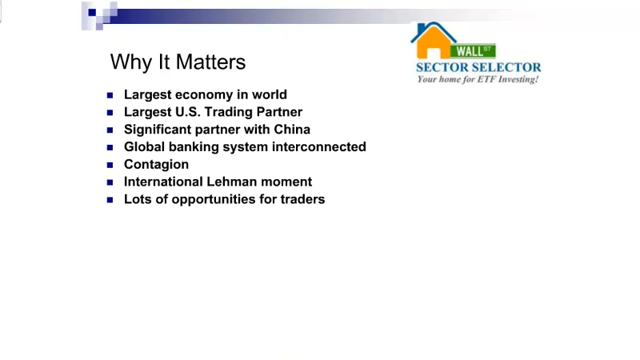 WALL ST
SECTOR SELECTOR
Your home for ETF Investing!
Why It Matters
Largest economy in world
Largest U.S. Trading Partner
Significant partner with China
Global banking system interconnected
Contagion
International Lehman moment
Lots of opportunities for traders